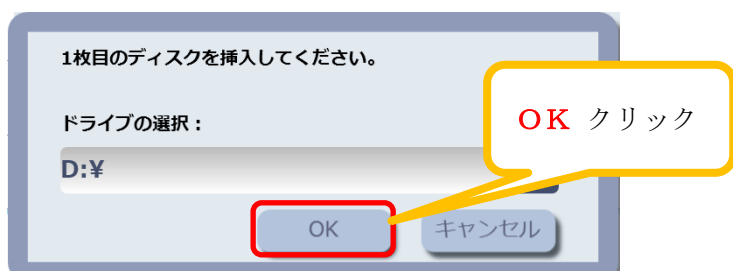 1枚目のディスクを挿入してください。
ドライブの選択：
D:¥
OK
キャンセル
ＯＫ クリック